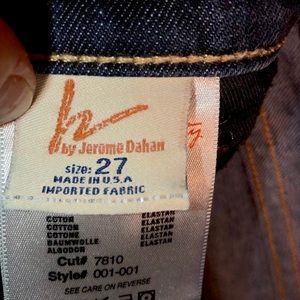 by Jerome Dahan
size: 27
MADE IN U.S.A
IMPORTED FABRIC
COTTON ELASTAN
COTON ELASTAN
COTONE ELASTAN
BAUMWOLLE ELASTAN
ALGODON ELASTAN
Cut# 7810
Style# 001-001
SEE CARE ON REVERSE